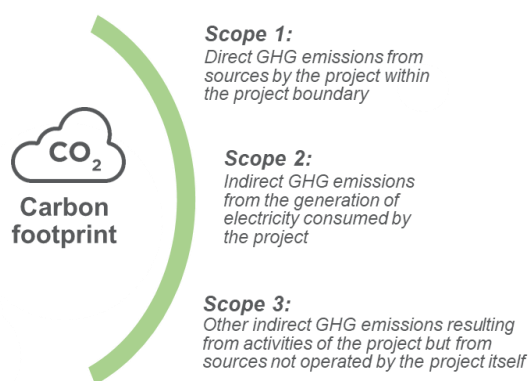 Scope 1:
Direct GHG emissions from
sources by the project within
the project boundary
CO2
Carbon
footprint
Scope 2:
Indirect GHG emissions
from the generation of
electricity consumed by
the project
Scope 3:
Other indirect GHG emissions resulting
from activities of the project but from
sources not operated by the project itself